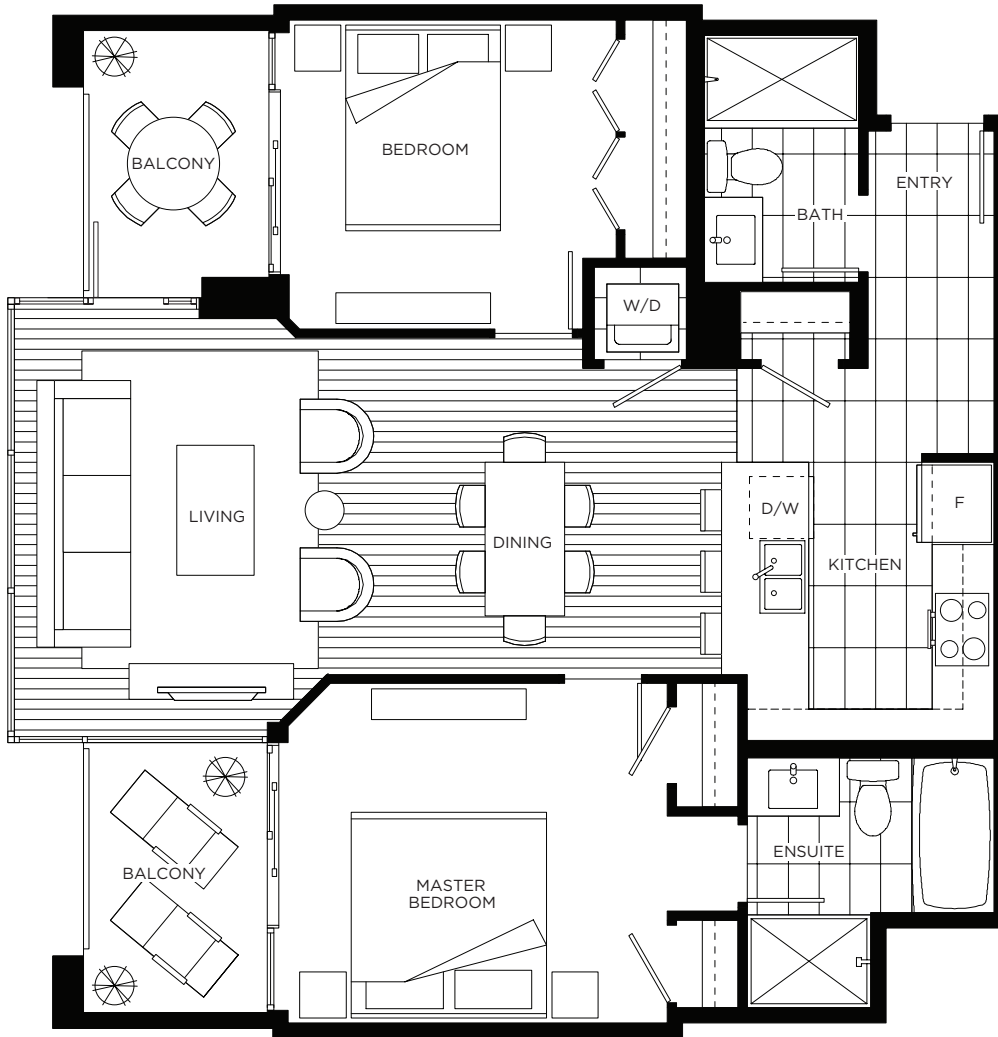 BALCONY
BEDROOM
ENTRY
BATH
W/D
LIVING
DINING
D/W
F
KITCHEN
BALCONY
MASTER
BEDROOM
ENSUITE